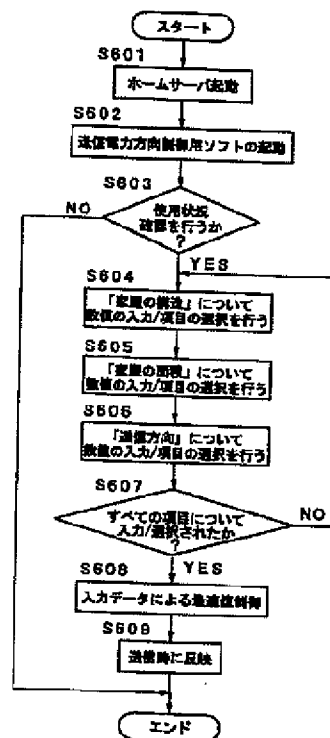 スタート
S601
ホームサーバ起動
S602
送信電力方向制御用ソフトの起動
S603
使用状況
確認を行うか
?
NO
YES
S604
「家屋の構造」について
数値の入力/項目の選択を行う
S605
「家屋の面積」について
数値の入力/項目の選択を行う
S606
「送信方向」について
数値の入力/項目の選択を行う
S607
すべての項目について
入力/選択されたか
?
NO
YES
S608
入力データによる最適値制御
S609
送信時に反映
エンド